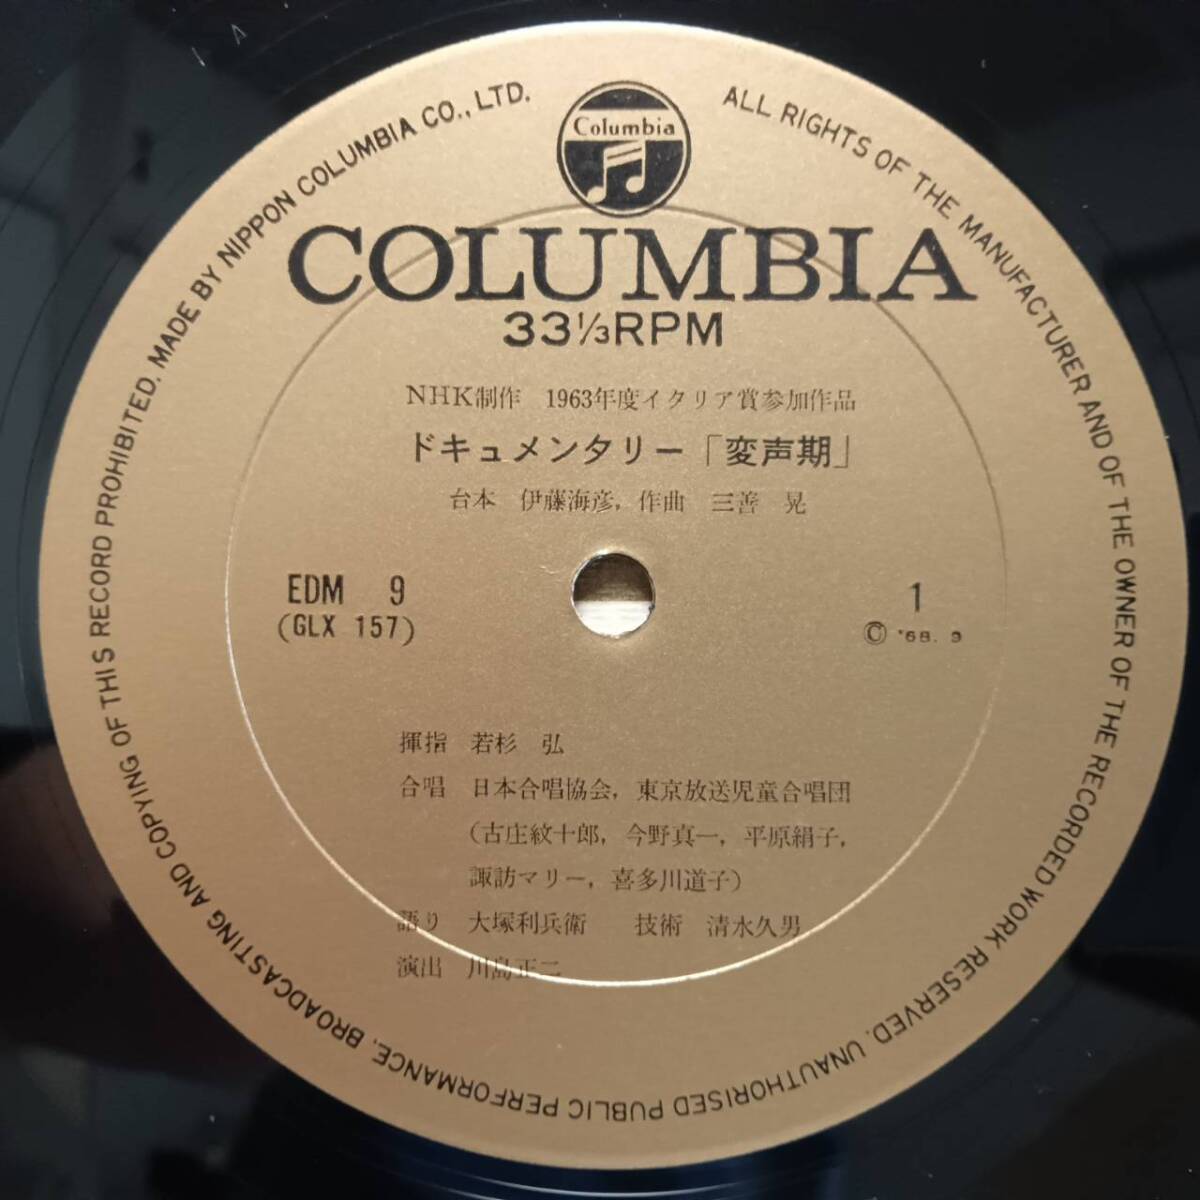 Columbia
COLUMBIA
33 1/3 RPM
NHK制作 1963年度イタリア賞参加作品
ドキュメンタリー「変声期」
台本 伊藤海彦, 作曲 三善 晃
EDM 9
(GLX 157)
1
© '68. 9
揮指 若杉 弘
合唱 日本合唱協会, 東京放送児童合唱団
(古庄紋十郎, 今野真一, 平原絹子,
諏訪マリー, 喜多川道子)
語り 大塚利兵衛 技術 清水久男
演出 川島正二
ALL RIGHTS OF THE MANUFACTURER AND OF THE OWNER OF THE RECORDED WORK RESERVED. UNAUTHORISED PUBLIC PERFORMANCE. BROADCASTING AND COPYING OF THIS RECORD PROHIBITED. MADE BY NIPPON COLUMBIA CO., LTD.